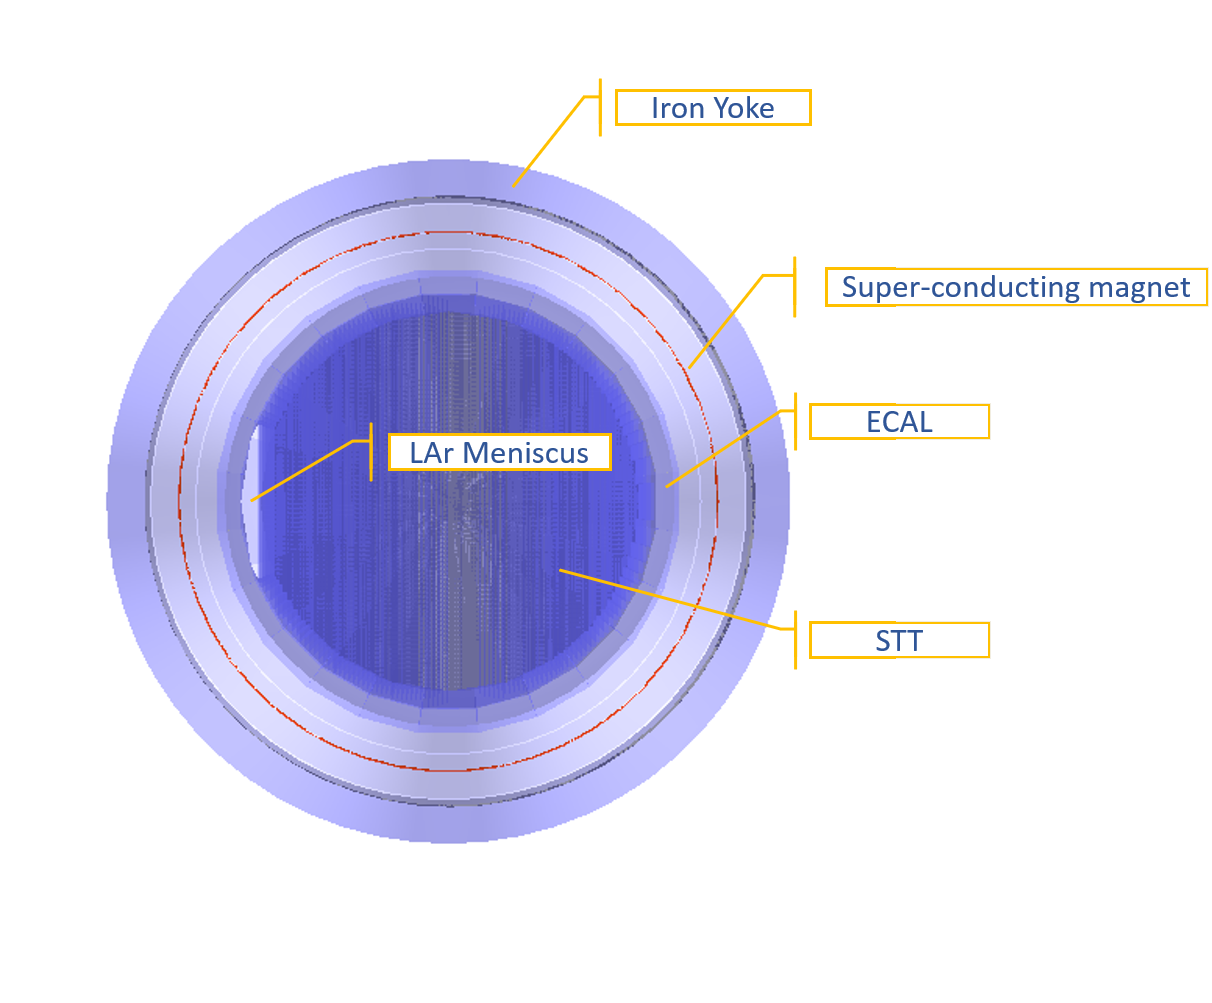 Iron Yoke
Super-conducting magnet
ECAL
LAr Meniscus
STT